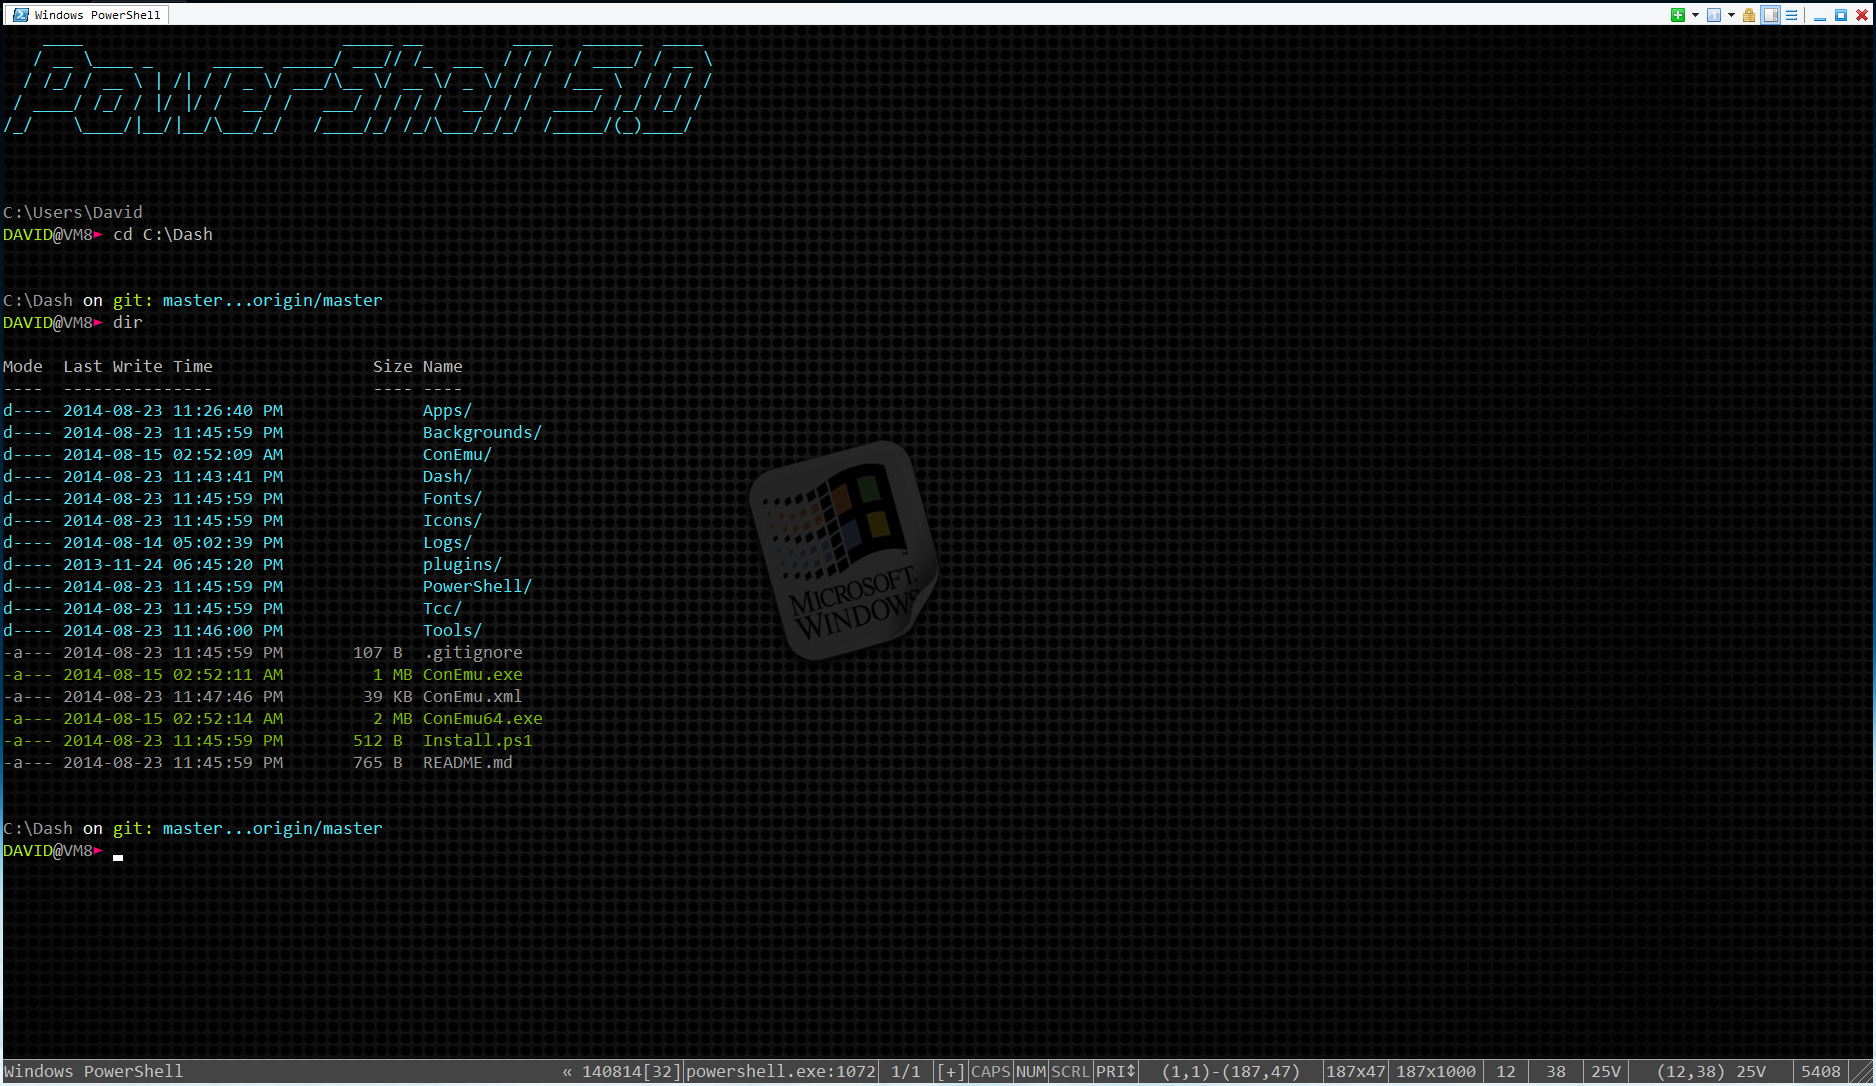 Windows PowerShell
PowerShell 5.0
C:\Users\David
DAVID@VM8► cd C:\Dash
C:\Dash on git: master...origin/master
DAVID@VM8► dir
Mode  Last Write Time                Size Name
----  ---------------                ---- ----
d---- 2014-08-23 11:26:40 PM              Apps/
d---- 2014-08-23 11:45:59 PM              Backgrounds/
d---- 2014-08-15 02:52:09 AM              ConEmu/
d---- 2014-08-23 11:43:41 PM              Dash/
d---- 2014-08-23 11:45:59 PM              Fonts/
d---- 2014-08-23 11:45:59 PM              Icons/
d---- 2014-08-14 05:02:39 PM              Logs/
d---- 2013-11-24 06:45:20 PM              plugins/
d---- 2014-08-23 11:45:59 PM              PowerShell/
d---- 2014-08-23 11:45:59 PM              Tcc/
d---- 2014-08-23 11:46:00 PM              Tools/
-a--- 2014-08-23 11:45:59 PM       107 B  .gitignore
-a--- 2014-08-15 02:52:11 AM         1 MB ConEmu.exe
-a--- 2014-08-23 11:47:46 PM        39 KB ConEmu.xml
-a--- 2014-08-15 02:52:14 AM         2 MB ConEmu64.exe
-a--- 2014-08-23 11:45:59 PM       512 B  Install.ps1
-a--- 2014-08-23 11:45:59 PM       765 B  README.md
MICROSOFT.
WINDOWS
C:\Dash on git: master...origin/master
DAVID@VM8►
Windows PowerShell « 140814[32] powershell.exe:1072 1/1 [+] CAPS NUM SCRL PRI↕ (1,1)-(187,47) 187x47 187x1000 12 38 25V (12,38) 25V 5408